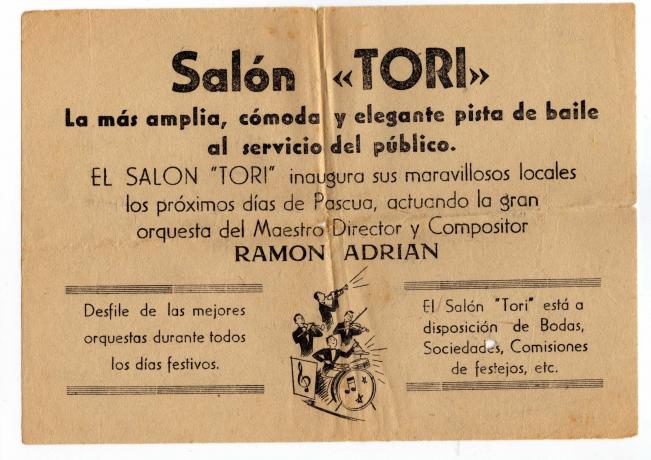 Salón «TORI»
La más amplia, cómoda y elegante pista de baile
al servicio del público.
EL SALON "TORI" inaugura sus maravillosos locales
los próximos días de Pascua, actuando la gran
orquesta del Maestro Director y Compositor
RAMON ADRIAN
Desfile de las mejores
orquestas durante todos
los días festivos.
El Salón "Tori" está a
disposición de Bodas,
Sociedades, Comisiones
de festejos, etc.